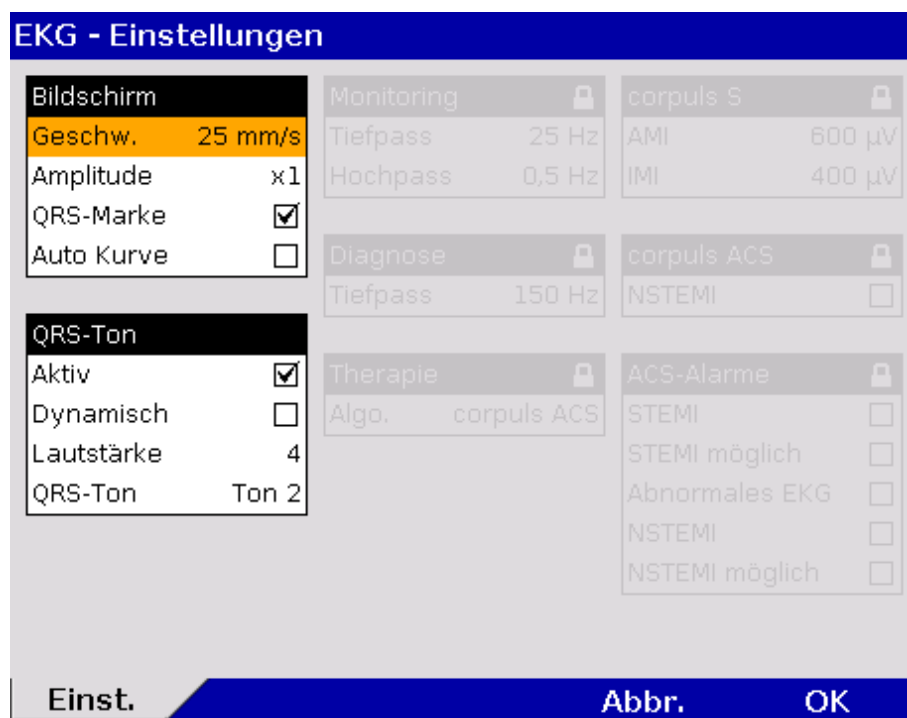 EKG - Einstellungen
Bildschirm
Geschw. 25 mm/s
Amplitude x1
QRS-Marke
Auto Kurve
QRS-Ton
Aktiv
Dynamisch
Lautstärke 4
QRS-Ton Ton 2
Monitoring
Tiefpass 25 Hz
Hochpass 0,5 Hz
Diagnose
Tiefpass 150 Hz
Therapie
Algo. corpuls ACS
corpuls S
AMI 600 µV
IMI 400 µV
corpuls ACS
NSTEMI
ACS-Alarme
STEMI
STEMI möglich
Abnormales EKG
NSTEMI
NSTEMI möglich
Einst. Abbr. OK